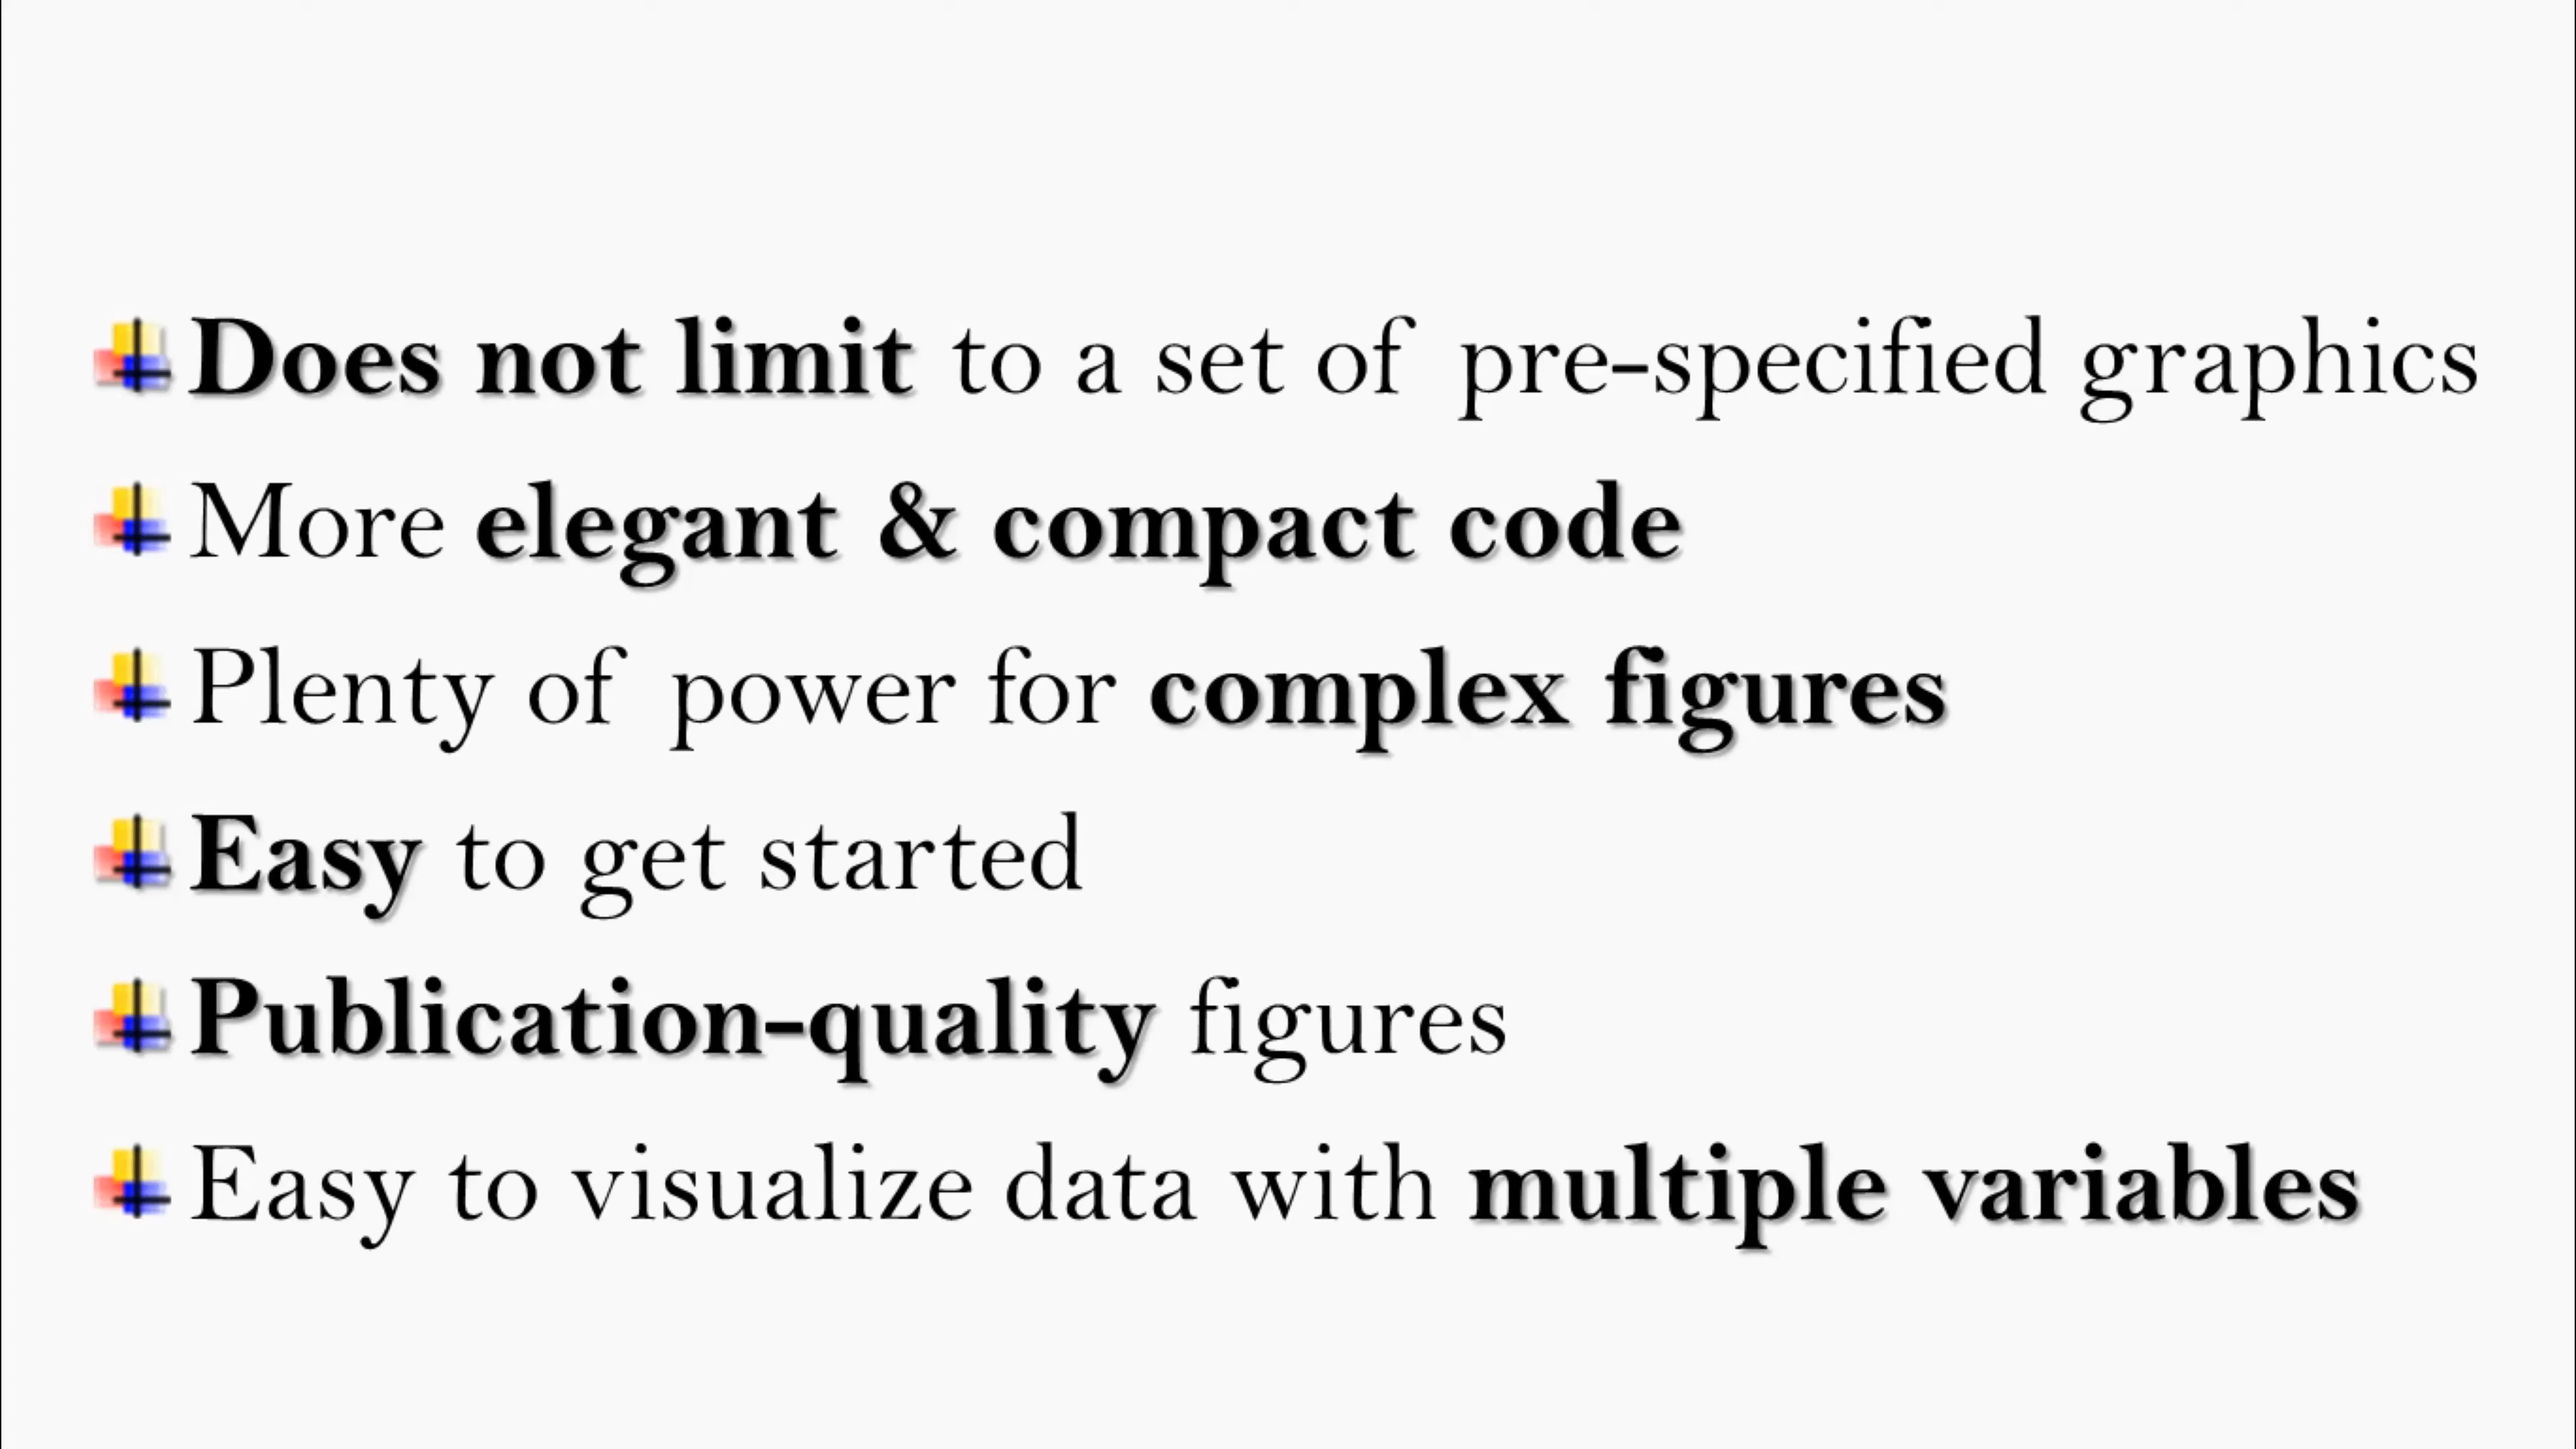 Does not limit to a set of pre-specified graphics
More elegant & compact code
Plenty of power for complex figures
Easy to get started
Publication-quality figures
Easy to visualize data with multiple variables